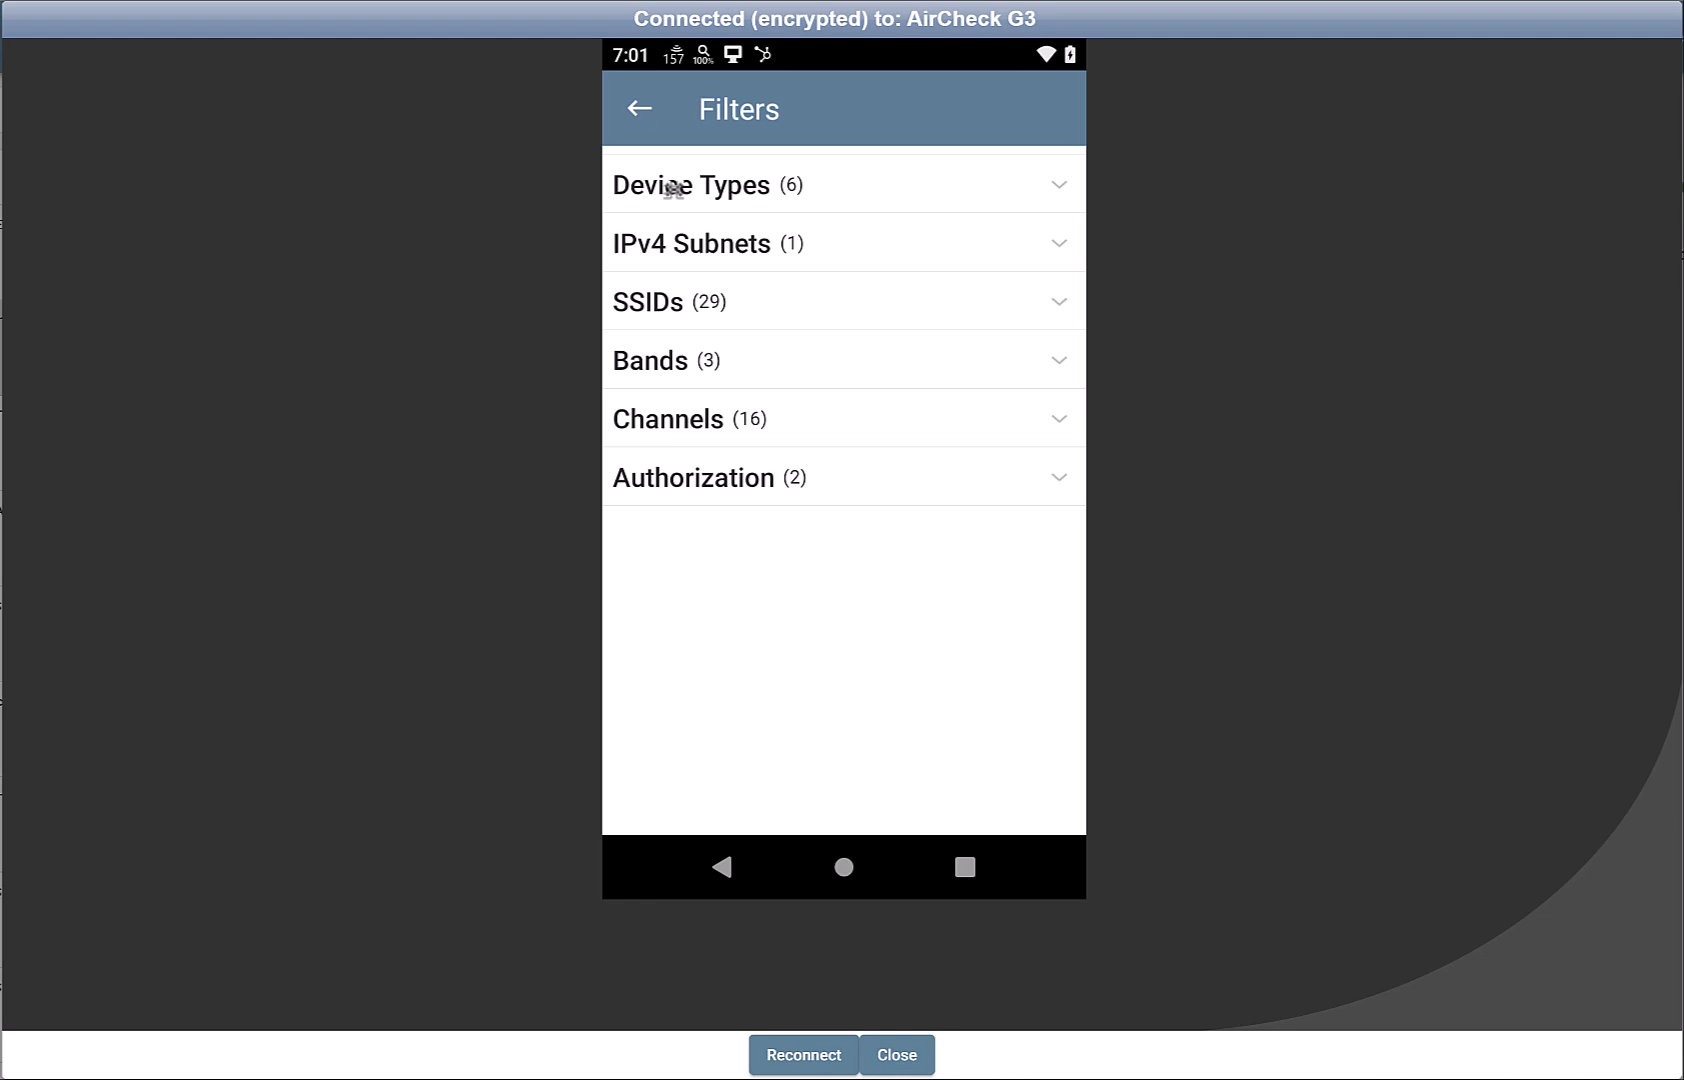 Connected (encrypted) to: AirCheck G3
7:01 157 100%
Filters
Device Types (6)
IPv4 Subnets (1)
SSIDs (29)
Bands (3)
Channels (16)
Authorization (2)
Reconnect Close